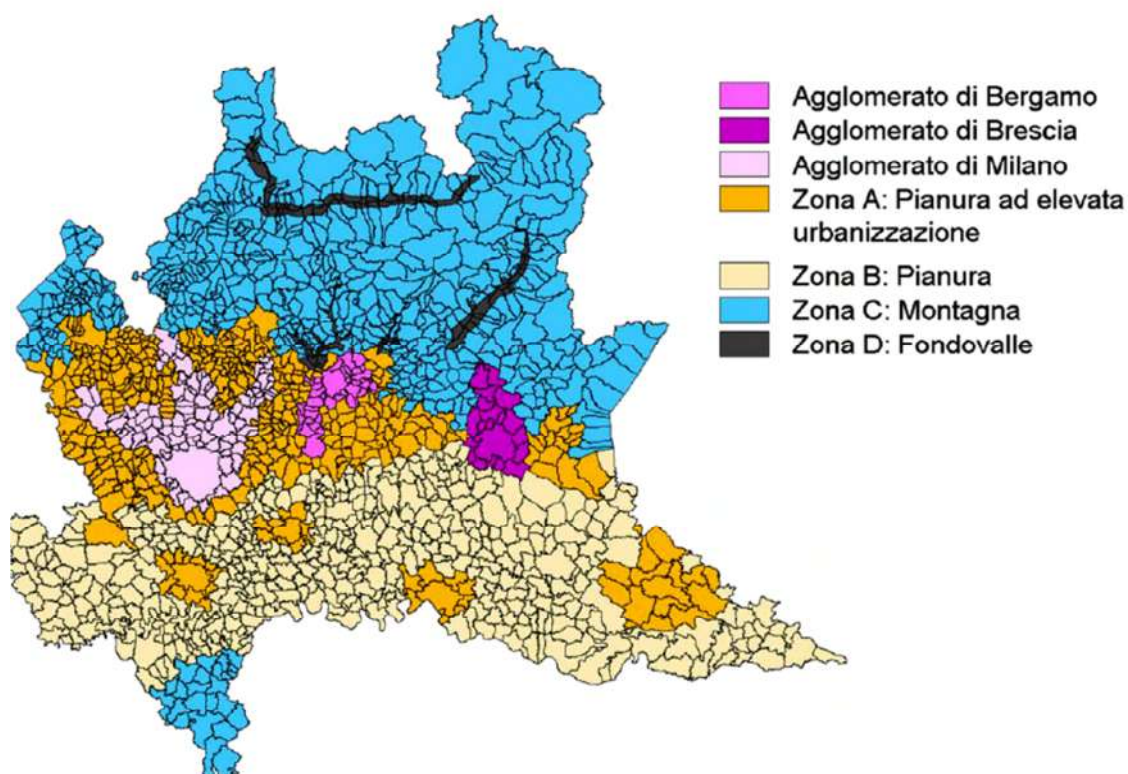 Agglomerato di Bergamo
Agglomerato di Brescia
Agglomerato di Milano
Zona A: Pianura ad elevata
urbanizzazione
Zona B: Pianura
Zona C: Montagna
Zona D: Fondovalle